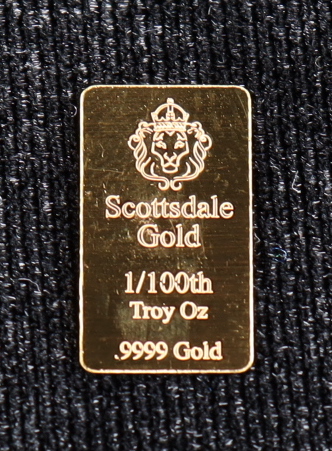 Scottsdale
Gold
1/100th
Troy Oz
.9999 Gold